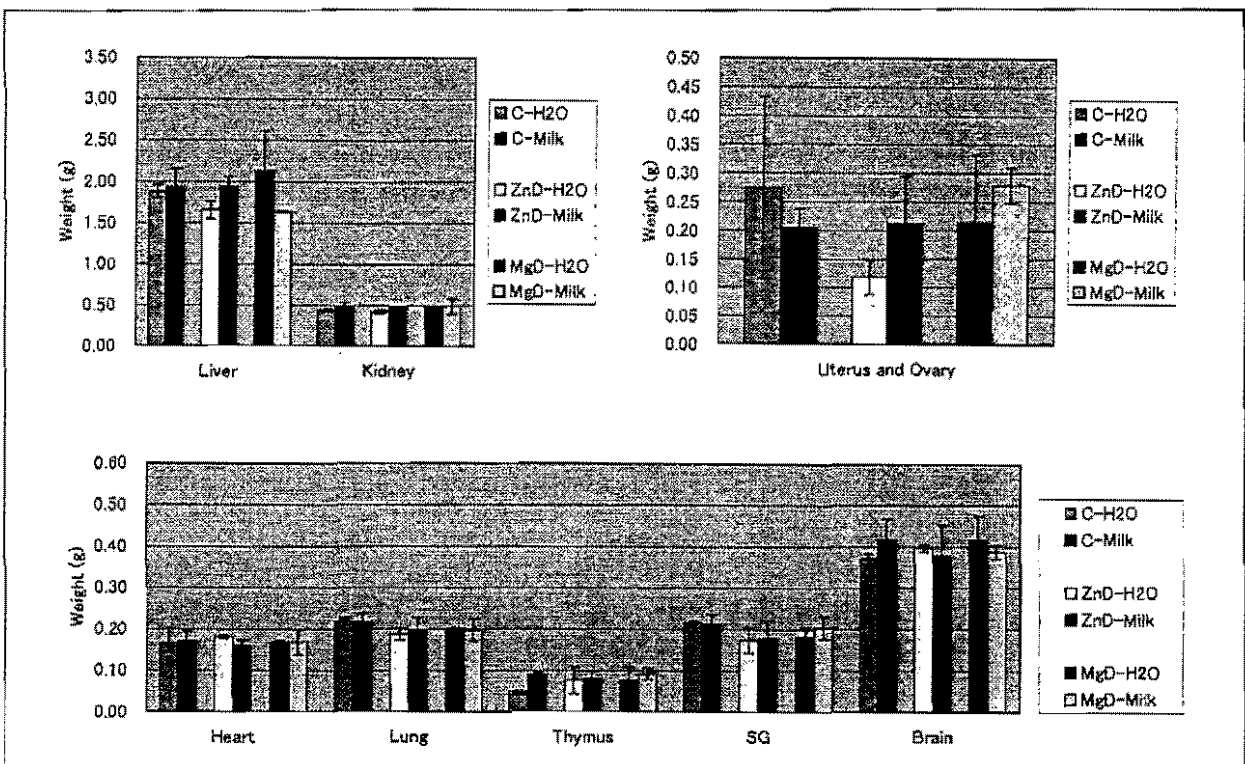 3.50
3.00
2.50
2.00
1.50
1.00
0.50
0.00
Weight (g)
Liver Kidney
C-H2O
C-Milk
ZnD-H2O
ZnD-Milk
MgD-H2O
MgD-Milk
0.50
0.45
0.40
0.35
0.30
0.25
0.20
0.15
0.10
0.05
0.00
Weight (g)
Uterus and Ovary
C-H2O
C-Milk
ZnD-H2O
ZnD-Milk
MgD-H2O
MgD-Milk
0.60
0.50
0.40
0.30
0.20
0.10
0.00
Weight (g)
Heart Lung Thymus SG Brain
C-H2O
C-Milk
ZnD-H2O
ZnD-Milk
MgD-H2O
MgD-Milk